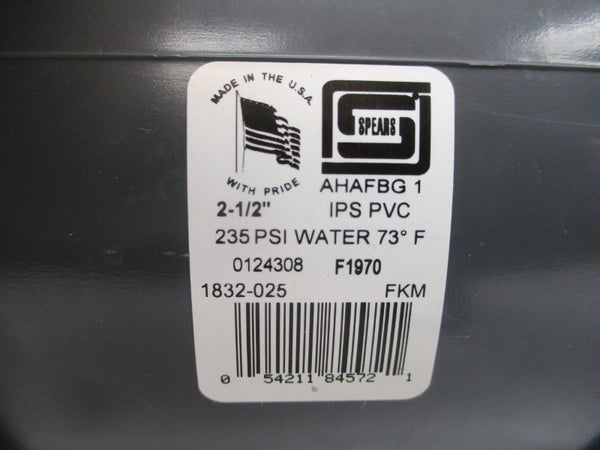 MADE IN THE U.S.A.
WITH PRIDE
SPEARS
AHAFBG 1
2-1/2" IPS PVC
235 PSI WATER 73° F
0124308 F1970
1832-025 FKM
0 54211 84572 1